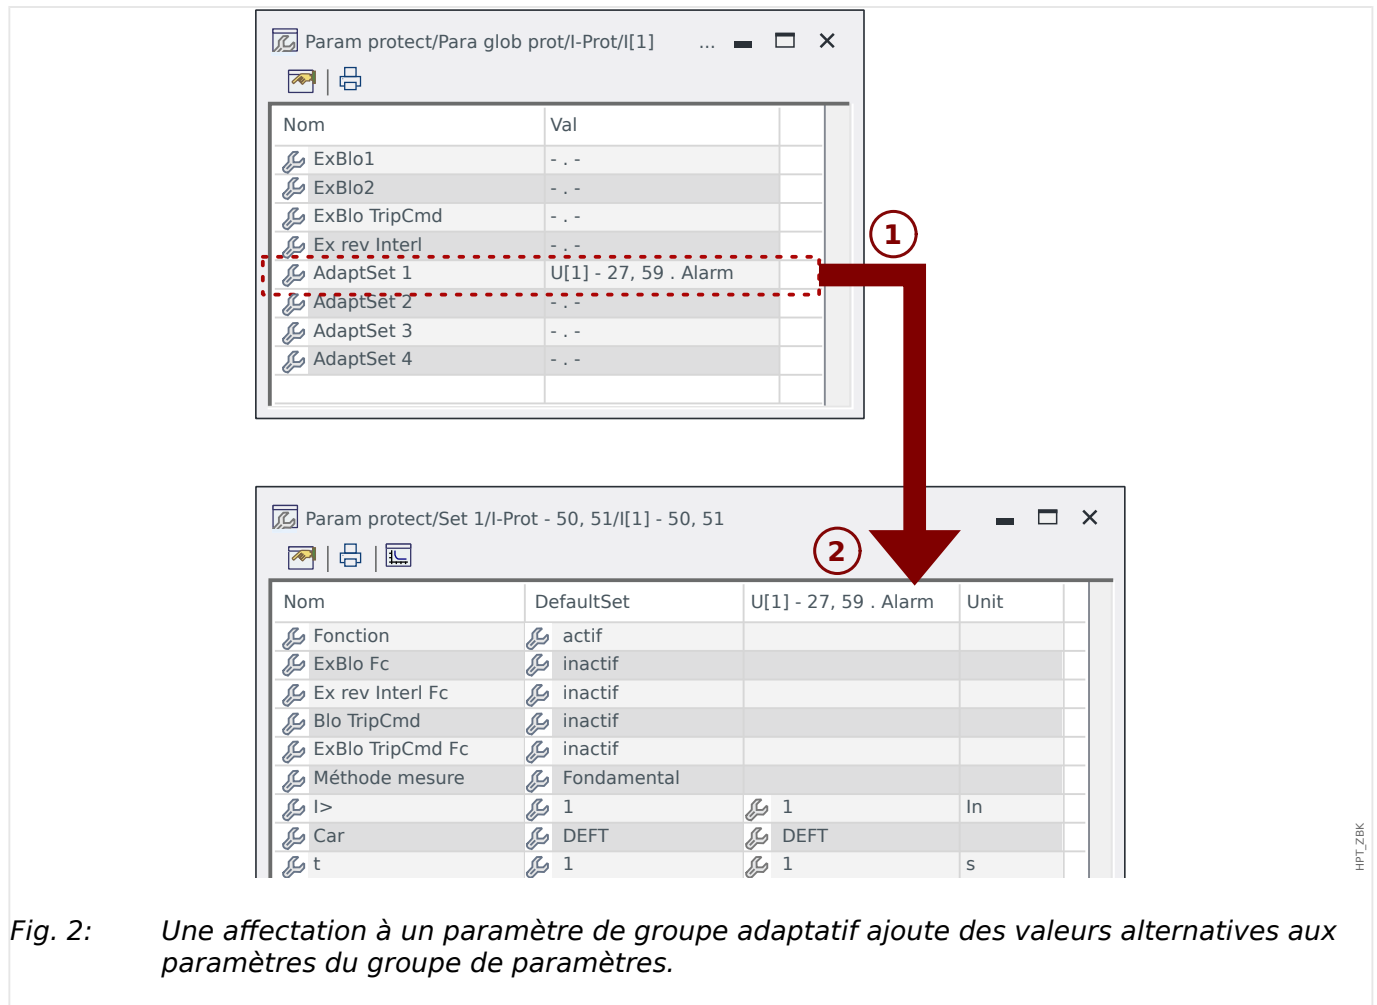 Param protect/Para glob prot/I-Prot/I[1] ...
Nom Val
ExBlo1 - . -
ExBlo2 - . -
ExBlo TripCmd - . -
Ex rev Interl - . -
AdaptSet 1 U[1] - 27, 59 . Alarm
AdaptSet 2 - . -
AdaptSet 3 - . -
AdaptSet 4 - . -
1
Param protect/Set 1/I-Prot - 50, 51/I[1] - 50, 51
2
Nom DefaultSet U[1] - 27, 59 . Alarm Unit
Fonction actif
ExBlo Fc inactif
Ex rev Interl Fc inactif
Blo TripCmd inactif
ExBlo TripCmd Fc inactif
Méthode mesure Fondamental
I> 1 1 In
Car DEFT DEFT
t 1 1 s
HPT_ZBK
Fig. 2: Une affectation à un paramètre de groupe adaptatif ajoute des valeurs alternatives aux
paramètres du groupe de paramètres.